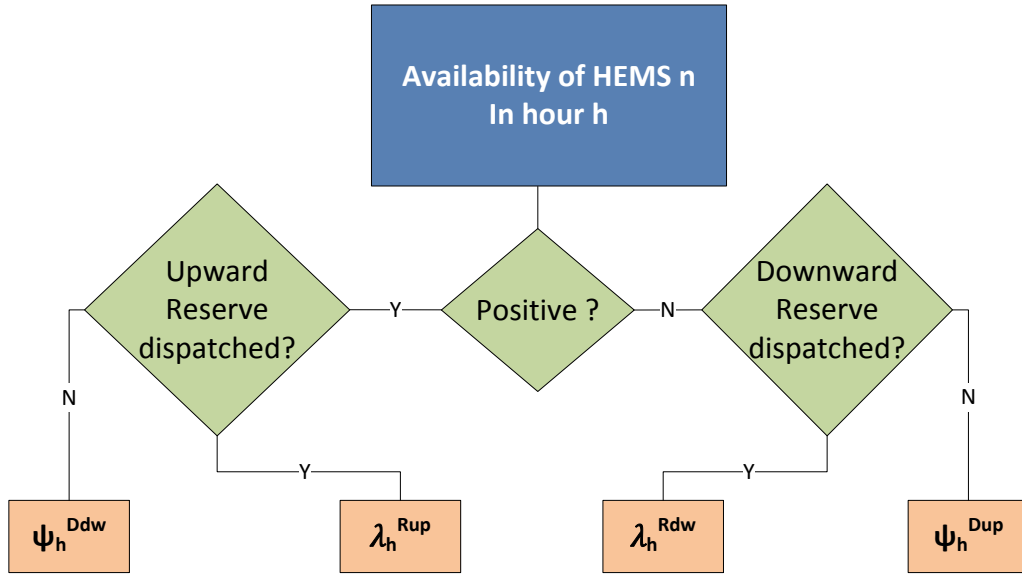 Availability of HEMS n
In hour h
Upward
Reserve
dispatched?
Y
Positive ?
N
Downward
Reserve
dispatched?
N
Y
Y
N
ψh Ddw
λh Rup
λh Rdw
ψh Dup